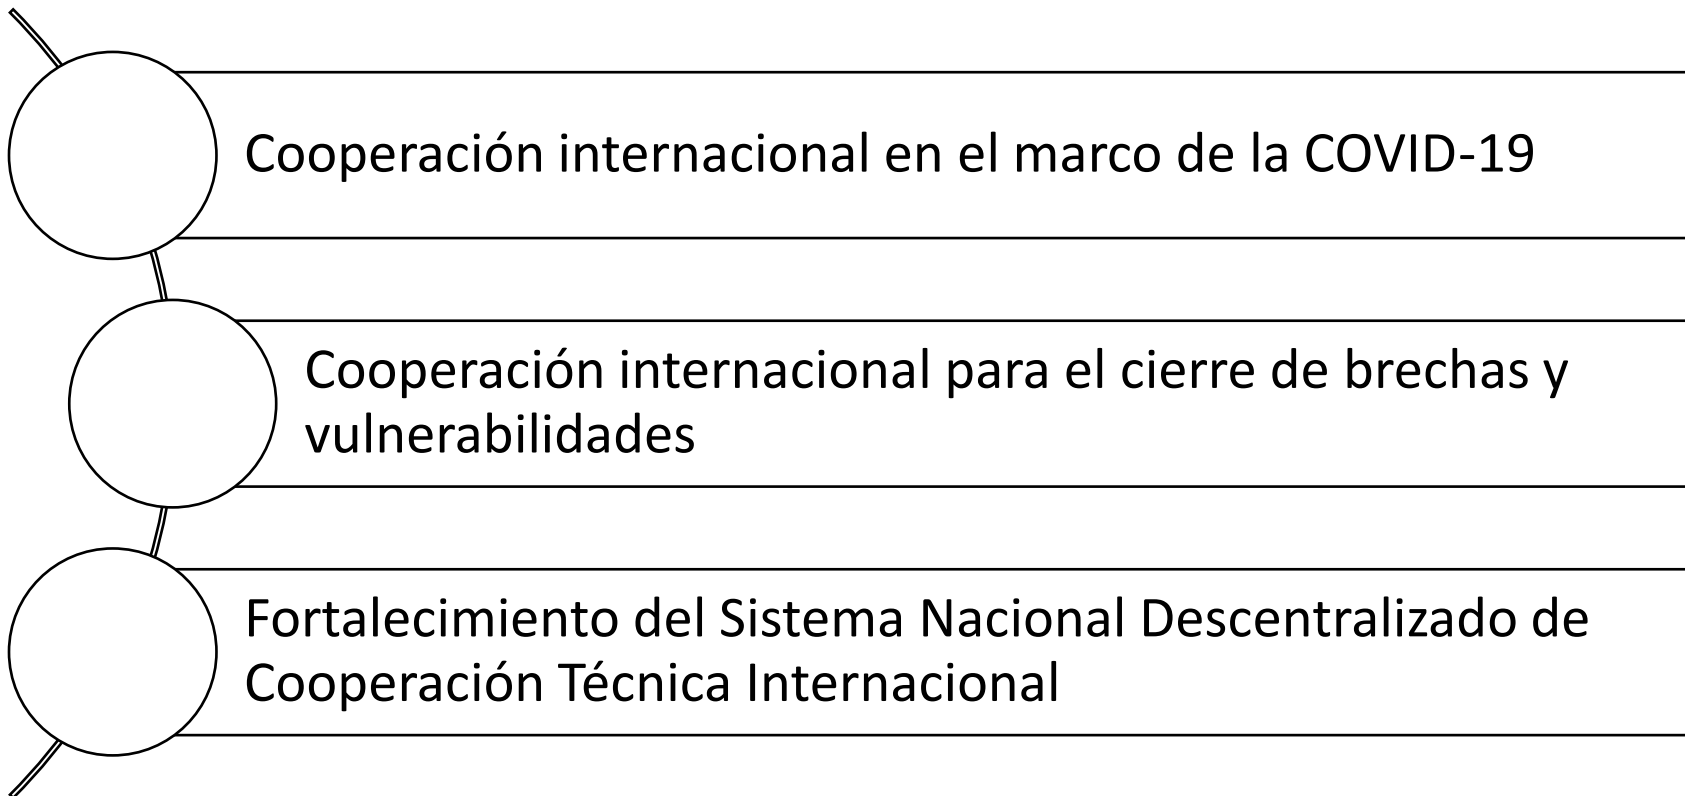 Cooperación internacional en el marco de la COVID-19
Cooperación internacional para el cierre de brechas y
vulnerabilidades
Fortalecimiento del Sistema Nacional Descentralizado de
Cooperación Técnica Internacional